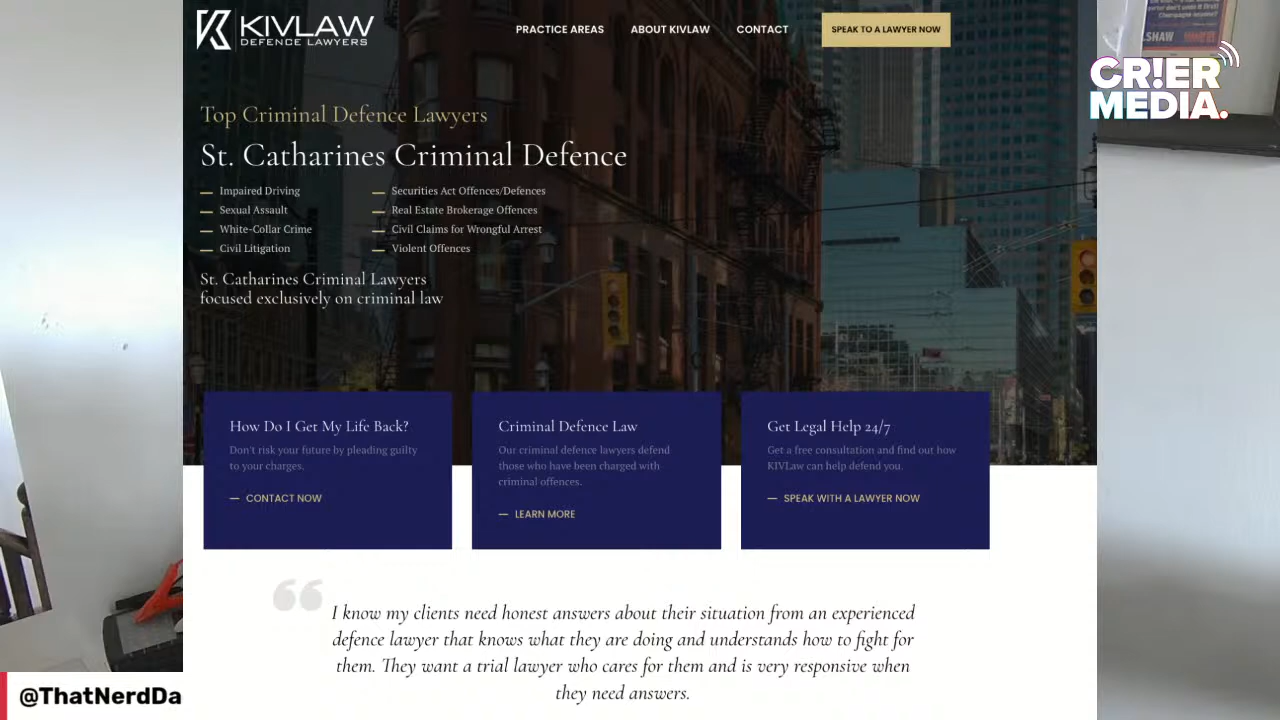 KIVLAW
DEFENCE LAWYERS
PRACTICE AREAS
ABOUT KIVLAW
CONTACT
SPEAK TO A LAWYER NOW
CR!ER
MEDIA.
Top Criminal Defence Lawyers
St. Catharines Criminal Defence
Impaired Driving
Sexual Assault
White-Collar Crime
Civil Litigation
Securities Act Offences/Defences
Real Estate Brokerage Offences
Civil Claims for Wrongful Arrest
Violent Offences
St. Catharines Criminal Lawyers
focused exclusively on criminal law
How Do I Get My Life Back?
Don't risk your future by pleading guilty
to your charges.
CONTACT NOW
Criminal Defence Law
Our criminal defence lawyers defend
those who have been charged with
criminal offences.
LEARN MORE
Get Legal Help 24/7
Get a free consultation and find out how
KIVLaw can help defend you.
SPEAK WITH A LAWYER NOW
“
I know my clients need honest answers about their situation from an experienced
defence lawyer that knows what they are doing and understands how to fight for
them. They want a trial lawyer who cares for them and is very responsive when
they need answers.
@ThatNerdDa